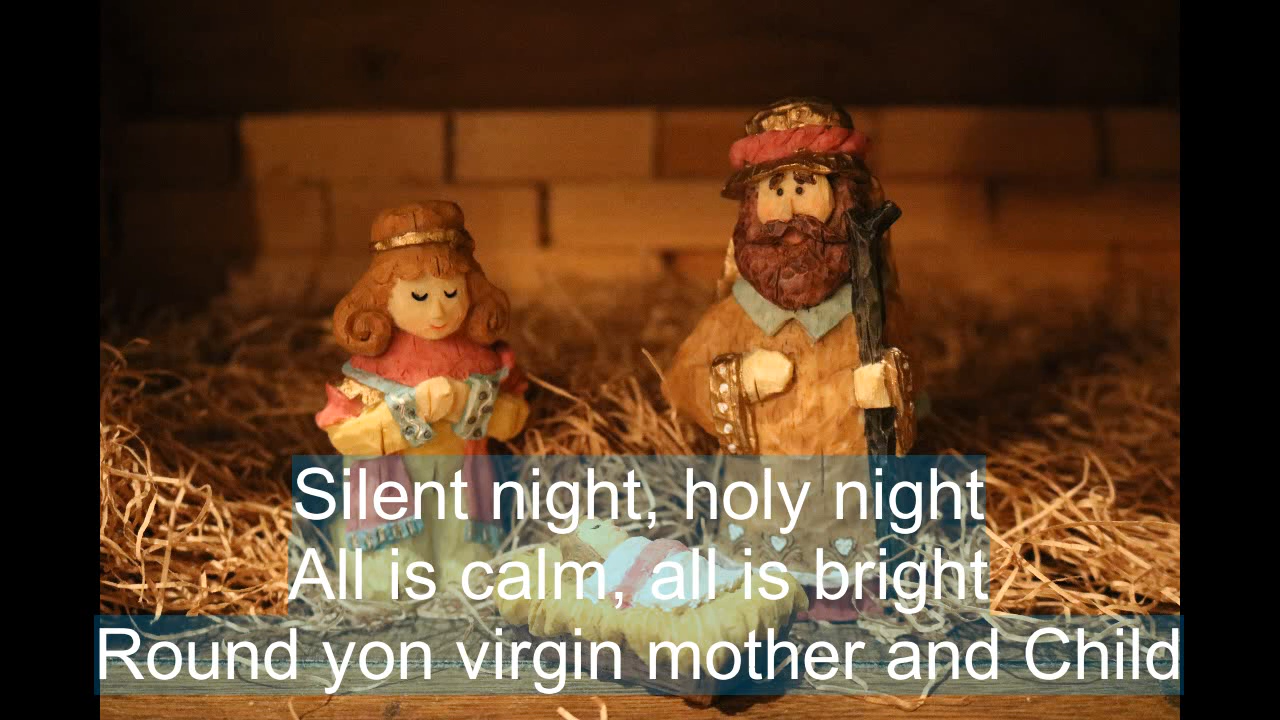 Silent night, holy night
All is calm, all is bright
Round yon virgin mother and Child